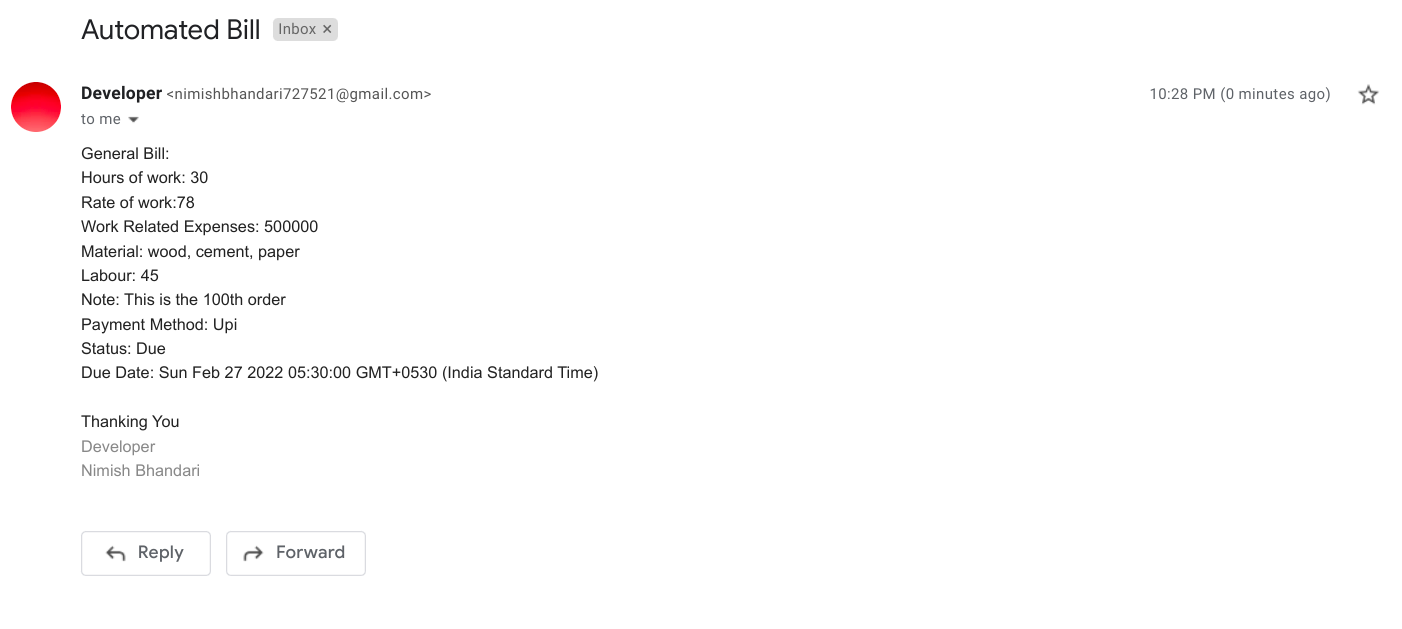 Automated Bill Inbox ×
Developer <nimishbhandari727521@gmail.com> 10:28 PM (0 minutes ago)
to me
General Bill:
Hours of work: 30
Rate of work:78
Work Related Expenses: 500000
Material: wood, cement, paper
Labour: 45
Note: This is the 100th order
Payment Method: Upi
Status: Due
Due Date: Sun Feb 27 2022 05:30:00 GMT+0530 (India Standard Time)
Thanking You
Developer
Nimish Bhandari
Reply Forward